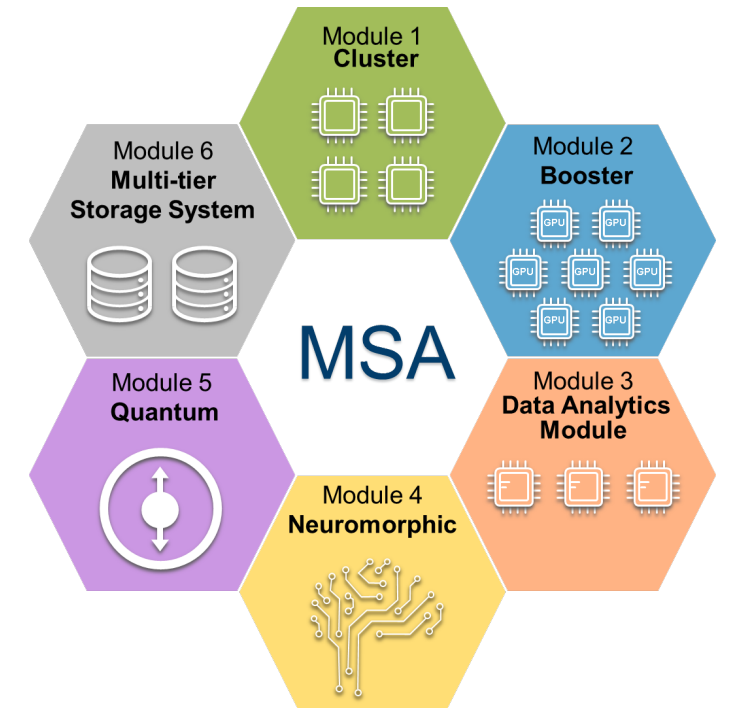 Module 1
Cluster
Module 2
Booster
GPU GPU
GPU GPU GPU
GPU GPU
Module 3
Data Analytics
Module
Module 4
Neuromorphic
Module 5
Quantum
Module 6
Multi-tier
Storage System
MSA